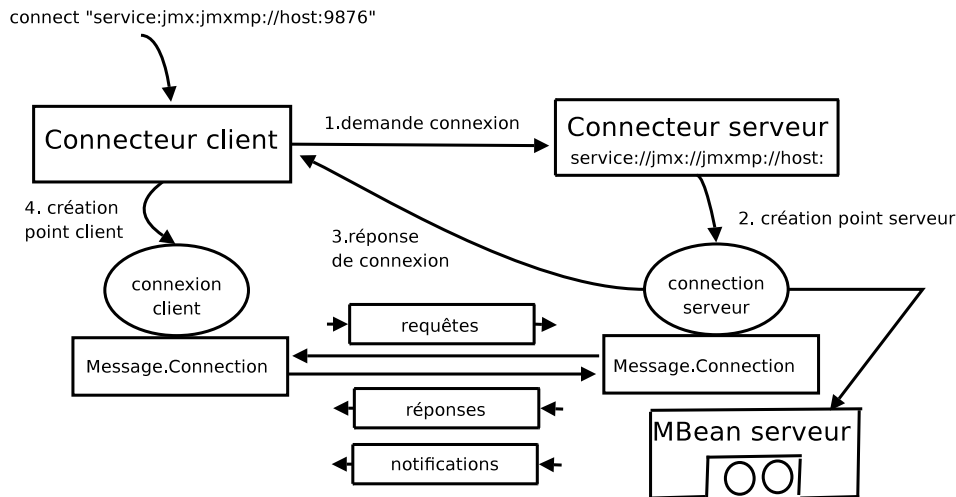 connect "service:jmx:jmxmp://host:9876"
Connecteur client
1.demande connexion
Connecteur serveur
service://jmx://jmxmp://host:
4. création
point client
3.réponse
de connexion
2. création point serveur
connexion
client
connection
serveur
requêtes
Message.Connection
Message.Connection
réponses
notifications
MBean serveur